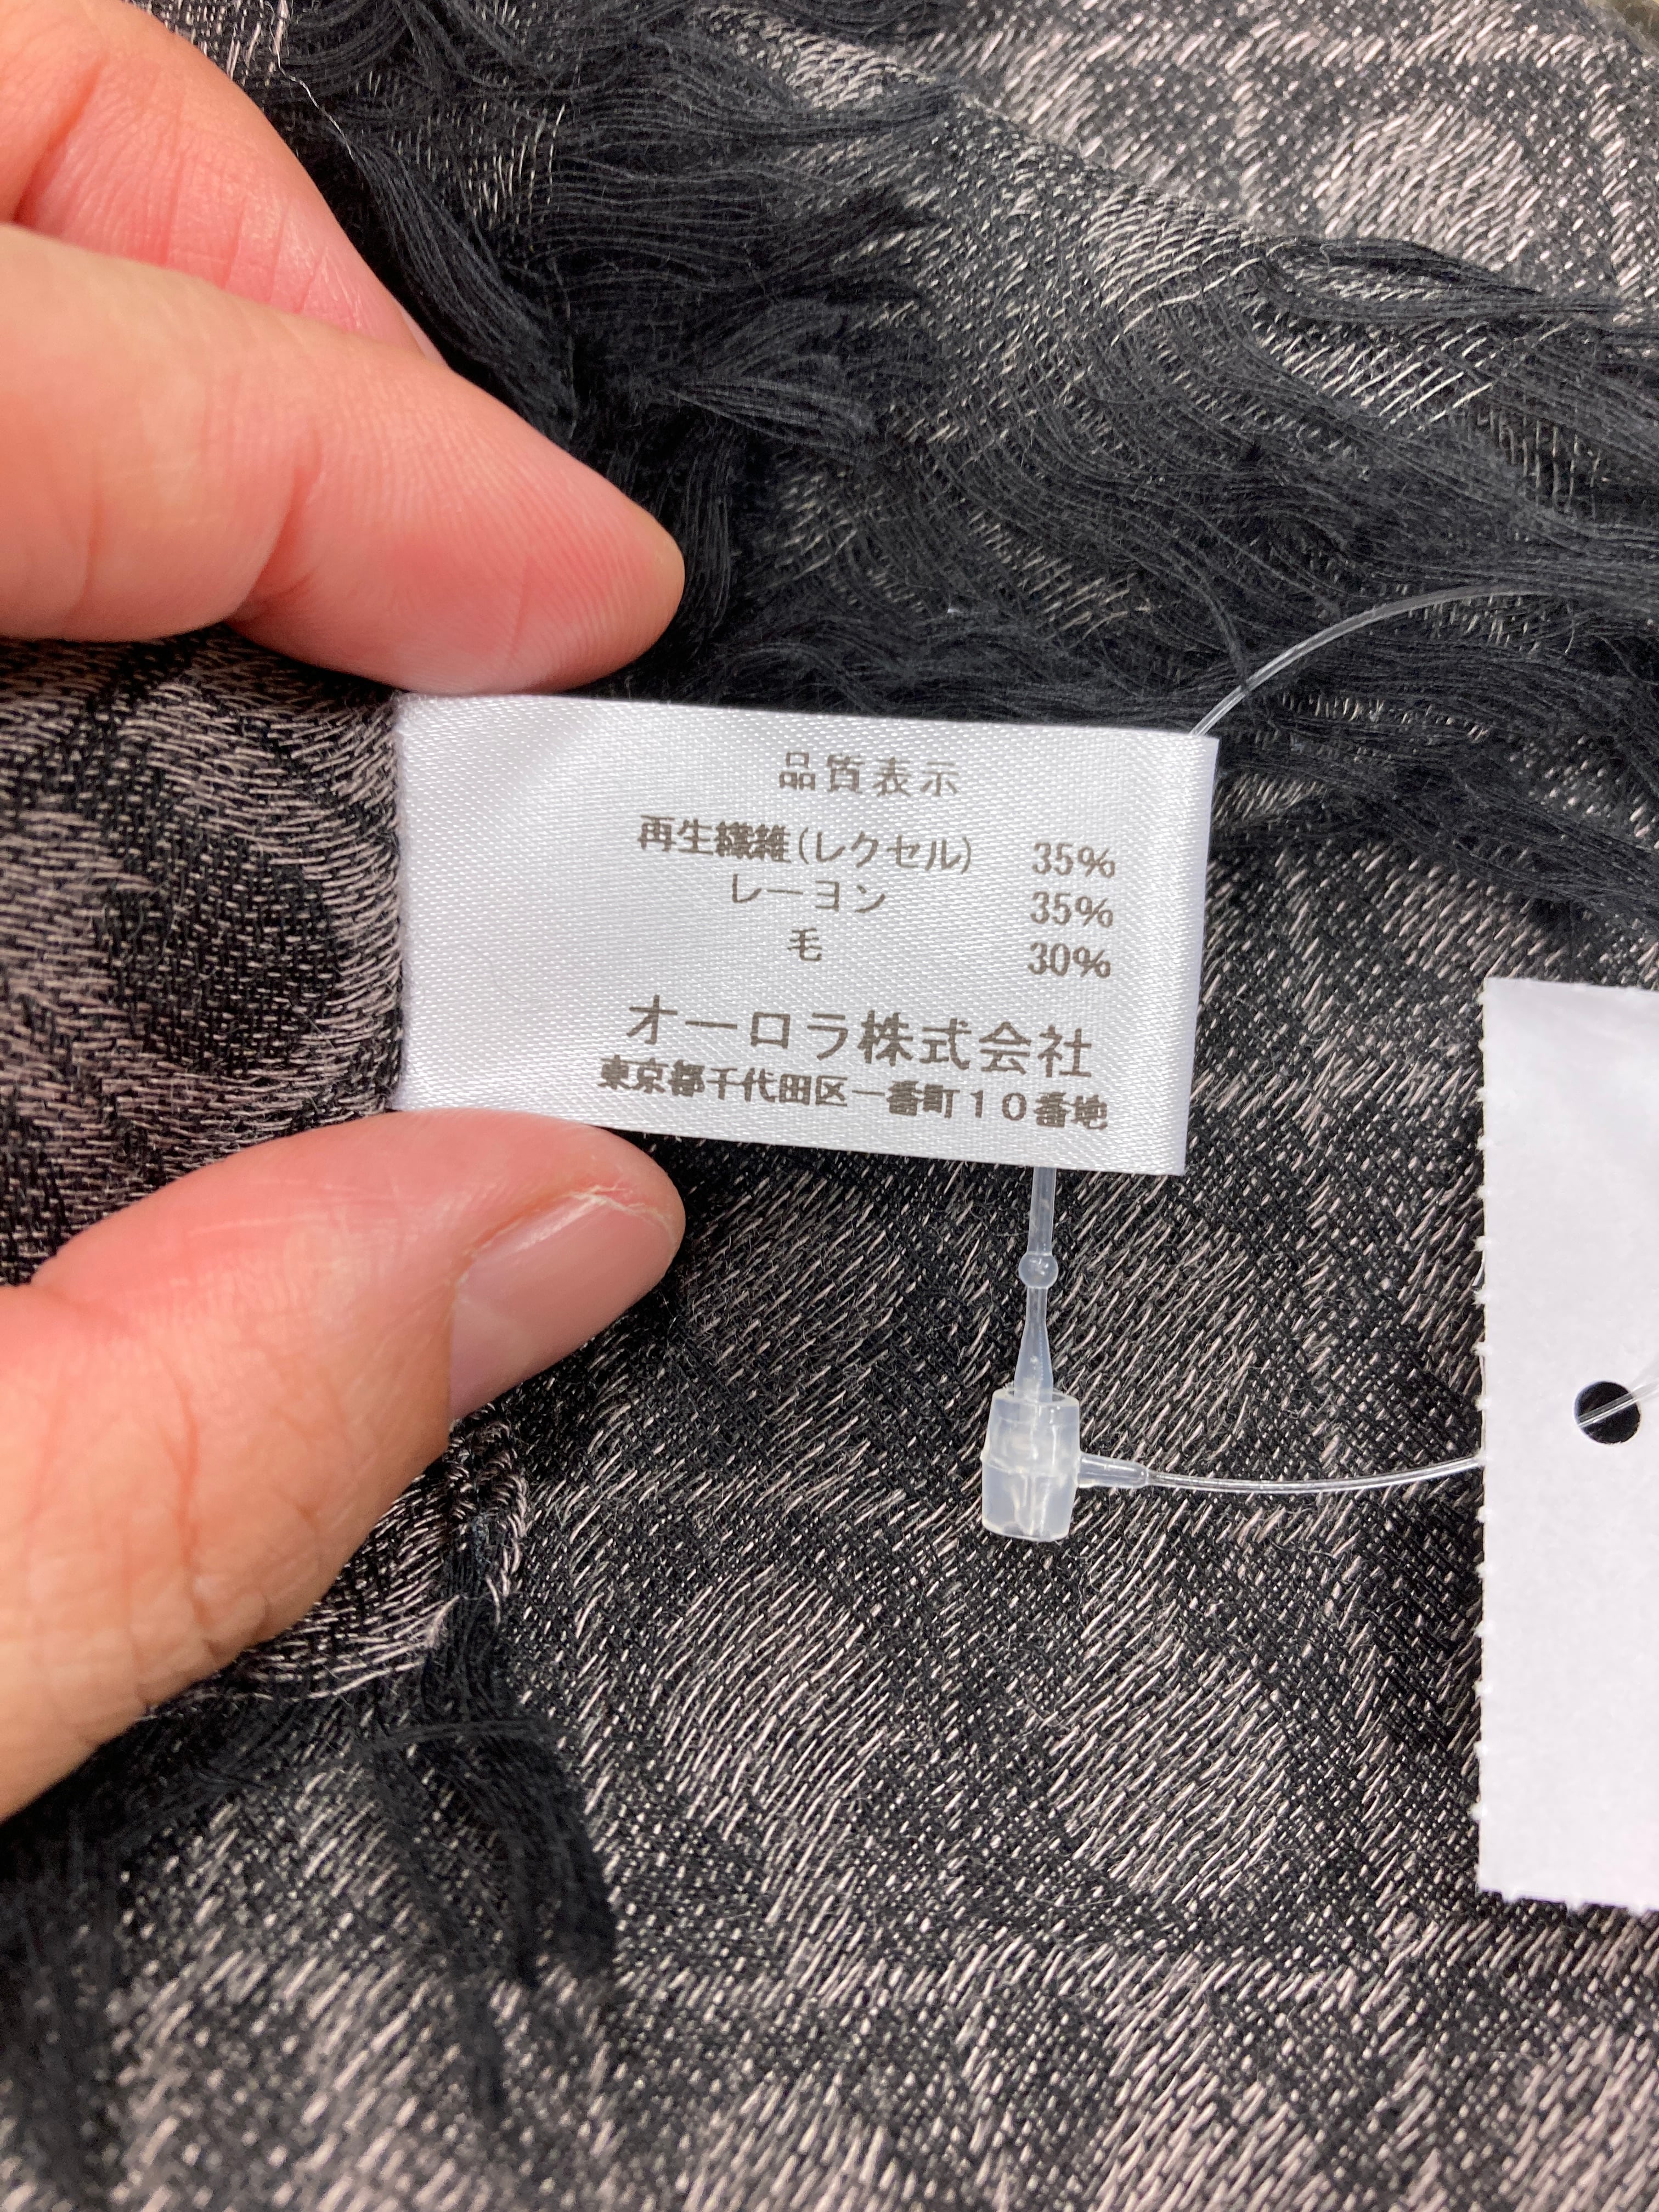 品質表示
再生繊維(レクセル) 35%
レーヨン 35%
毛 30%
オーロラ株式会社
東京都千代田区一番町10番地